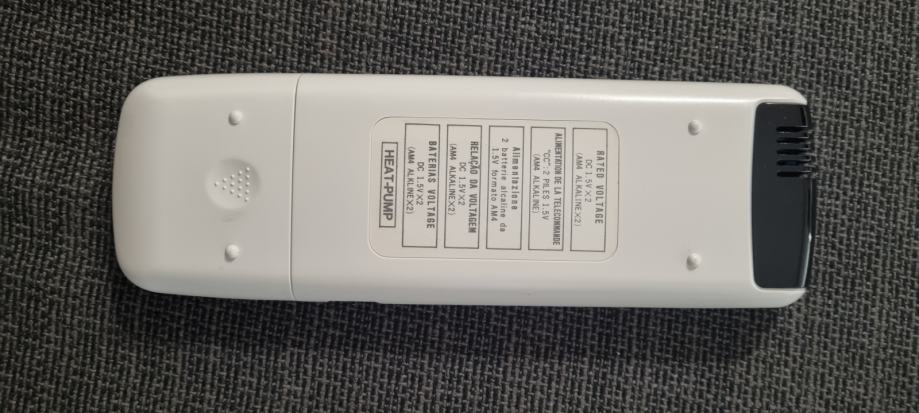 RATED VOLTAGE
DC 1.5V×2
(AM4 ALKALINE×2)
ALIMENTATION DE LA TELECOMMANDE
"CC"-2 PILES 1.5V
(AM4 ALKALINE)
Alimentazione
2 batterie alcaline da
1.5V formato AM4
RELAÇÃO DA VOLTAGEM
DC 1.5V×2
(AM4 ALKLINE×2)
BATERIAS VOLTAGE
DC 1.5V×2
(AM4 ALKLINE×2)
HEAT-PUMP